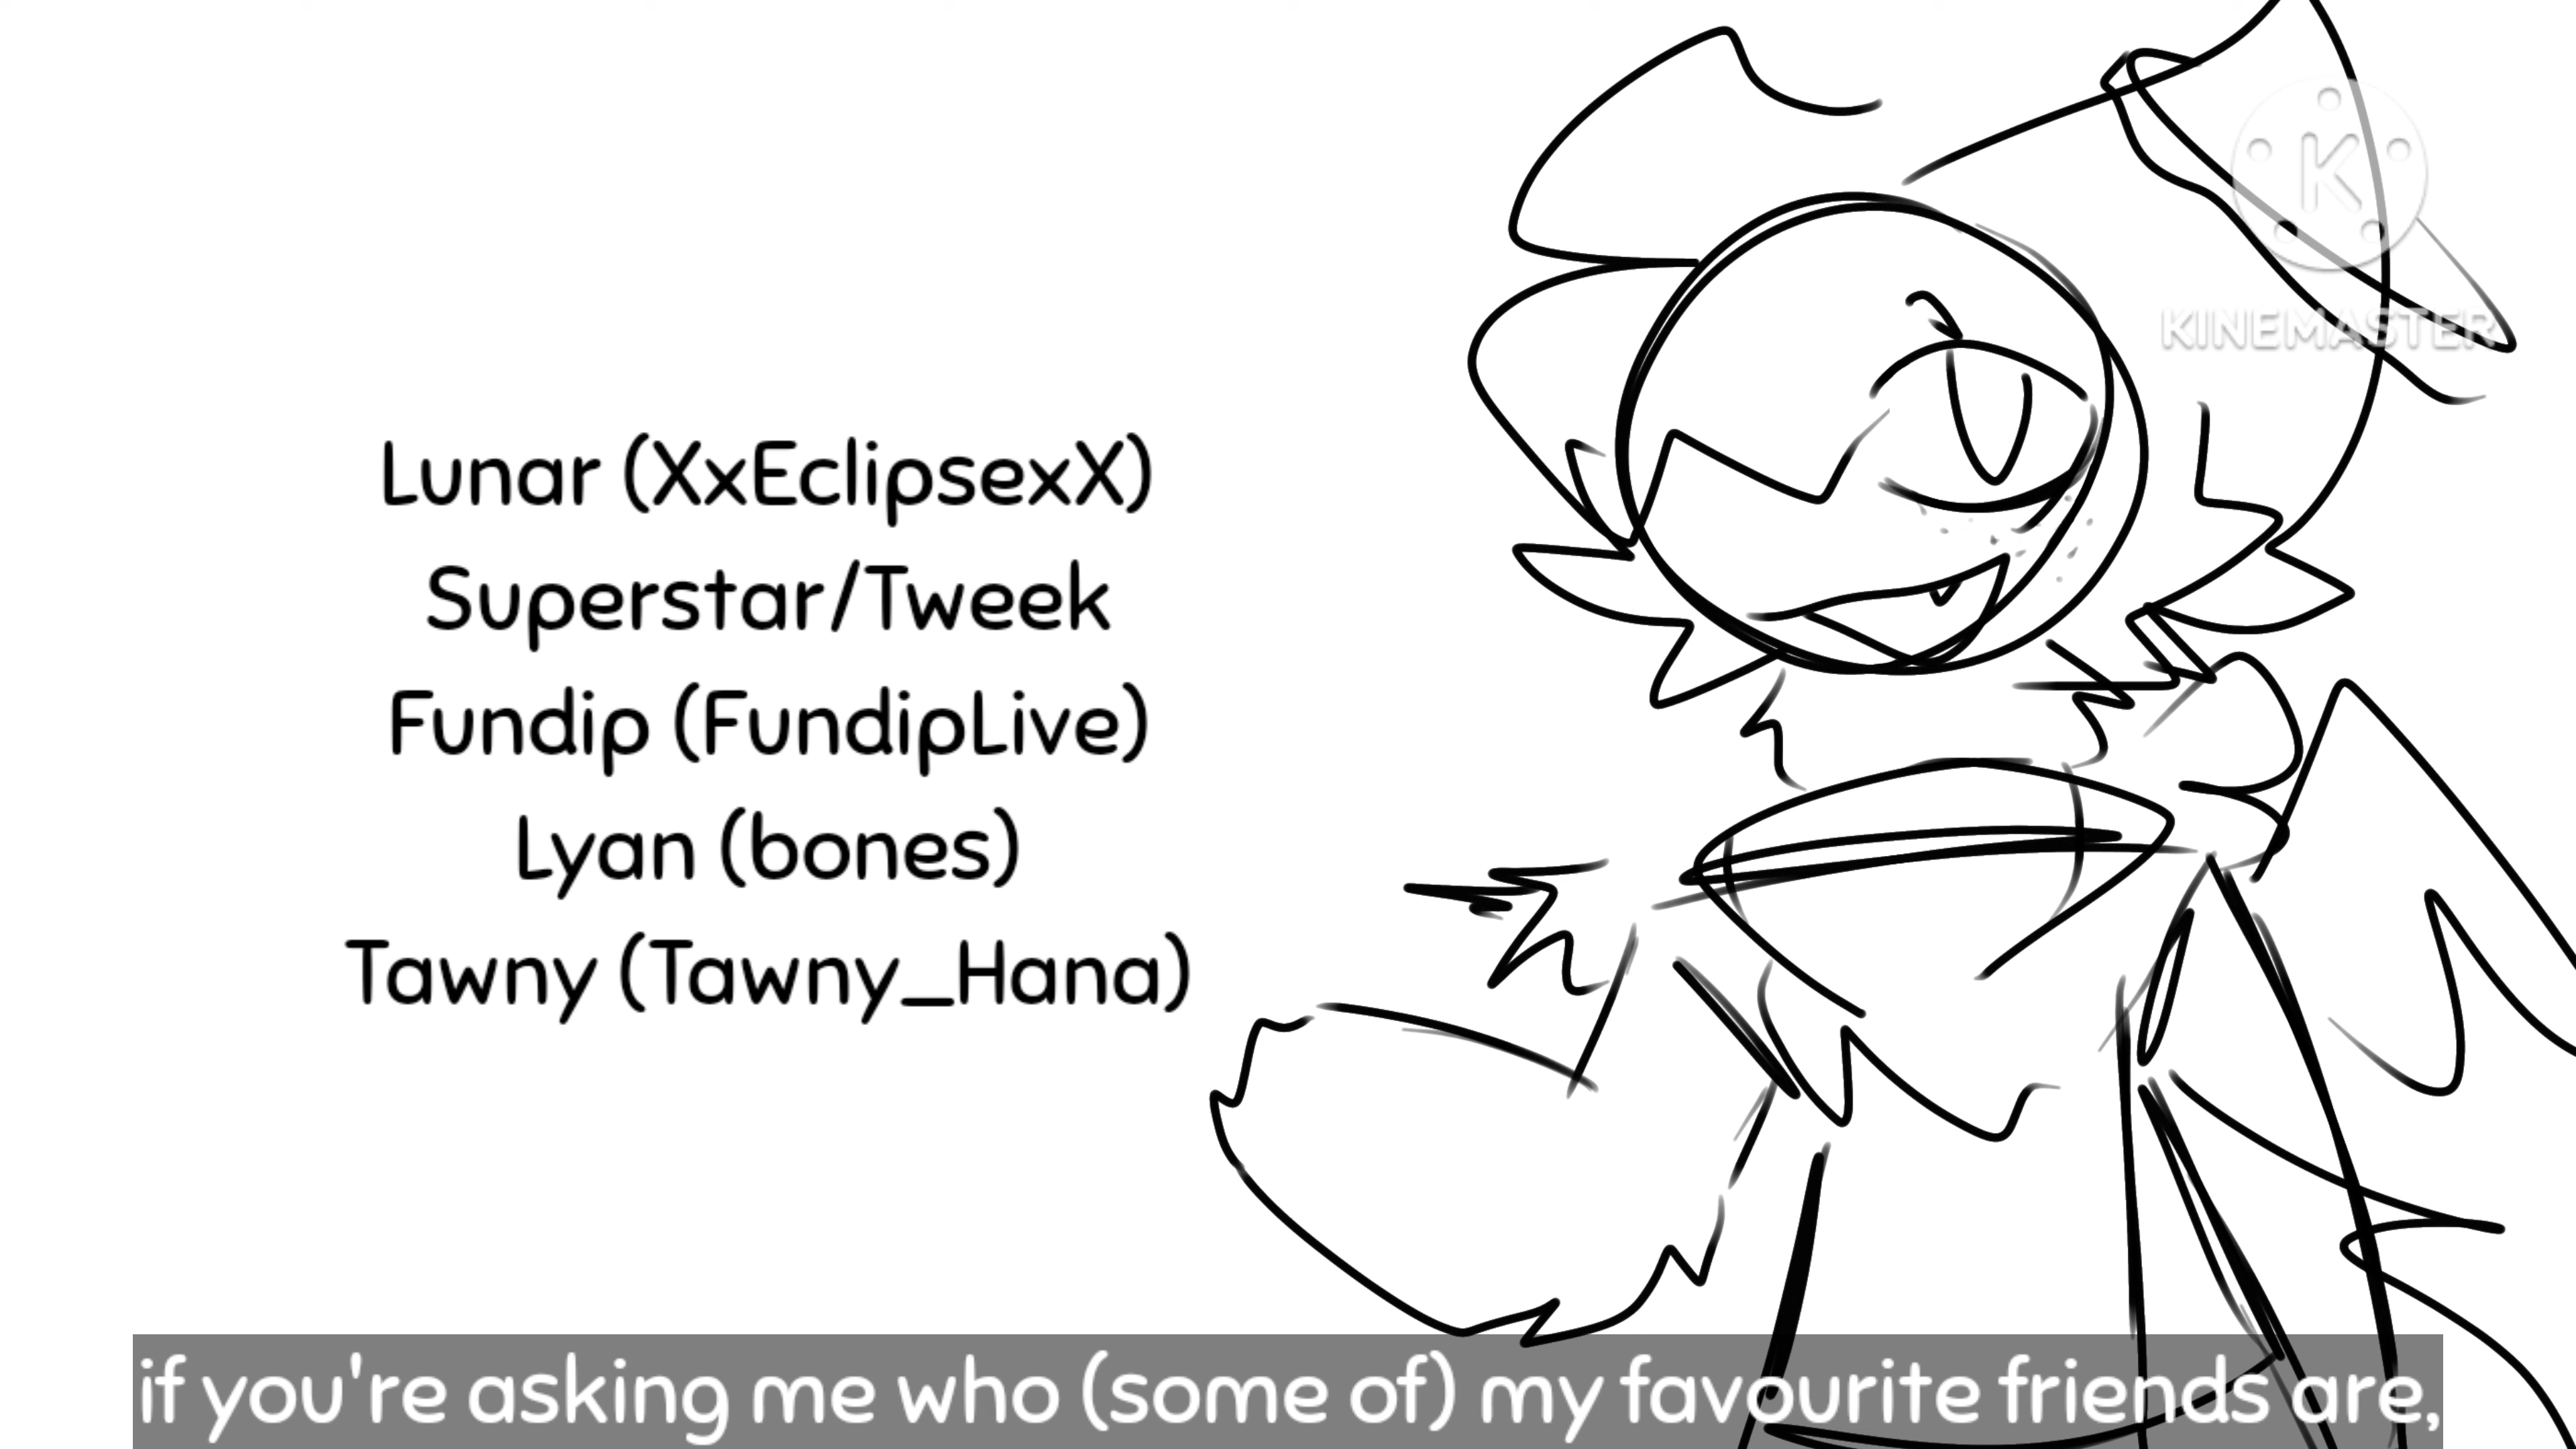 Lunar (XxEclipsexX)
Superstar/Tweek
Fundip (FundipLive)
Lyan (bones)
Tawny (Tawny_Hana)
K
KINEMASTER
if you're asking me who (some of) my favourite friends are,